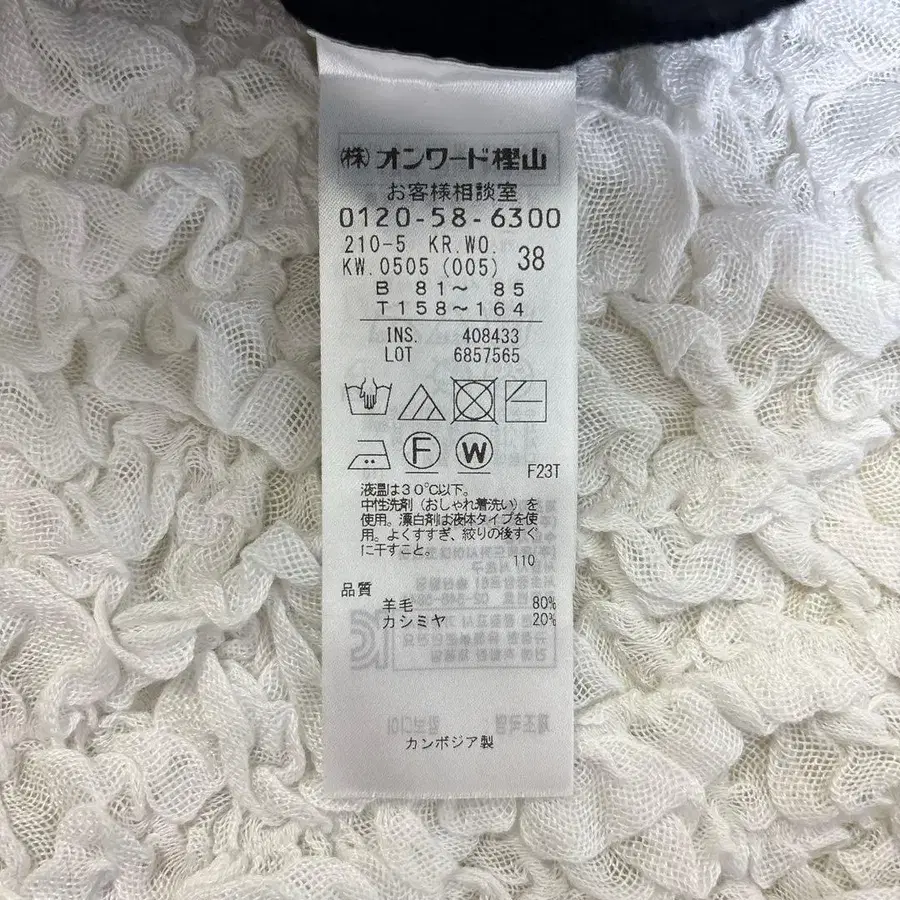 (株)オンワード樫山
お客様相談室
0120-58-6300
210-5 KR.WO.
KW.0505 (005) 38
B 81～ 85
T158～164
INS. 408433
LOT 6857565
F W
F23T
液温は30℃以下。
中性洗剤（おしゃれ着洗い）を
使用。漂白剤は液体タイプを使
用。よくすすぎ、絞りの後すぐ
に干すこと。
110
品質
羊毛 80%
カシミヤ 20%
カンボジア製